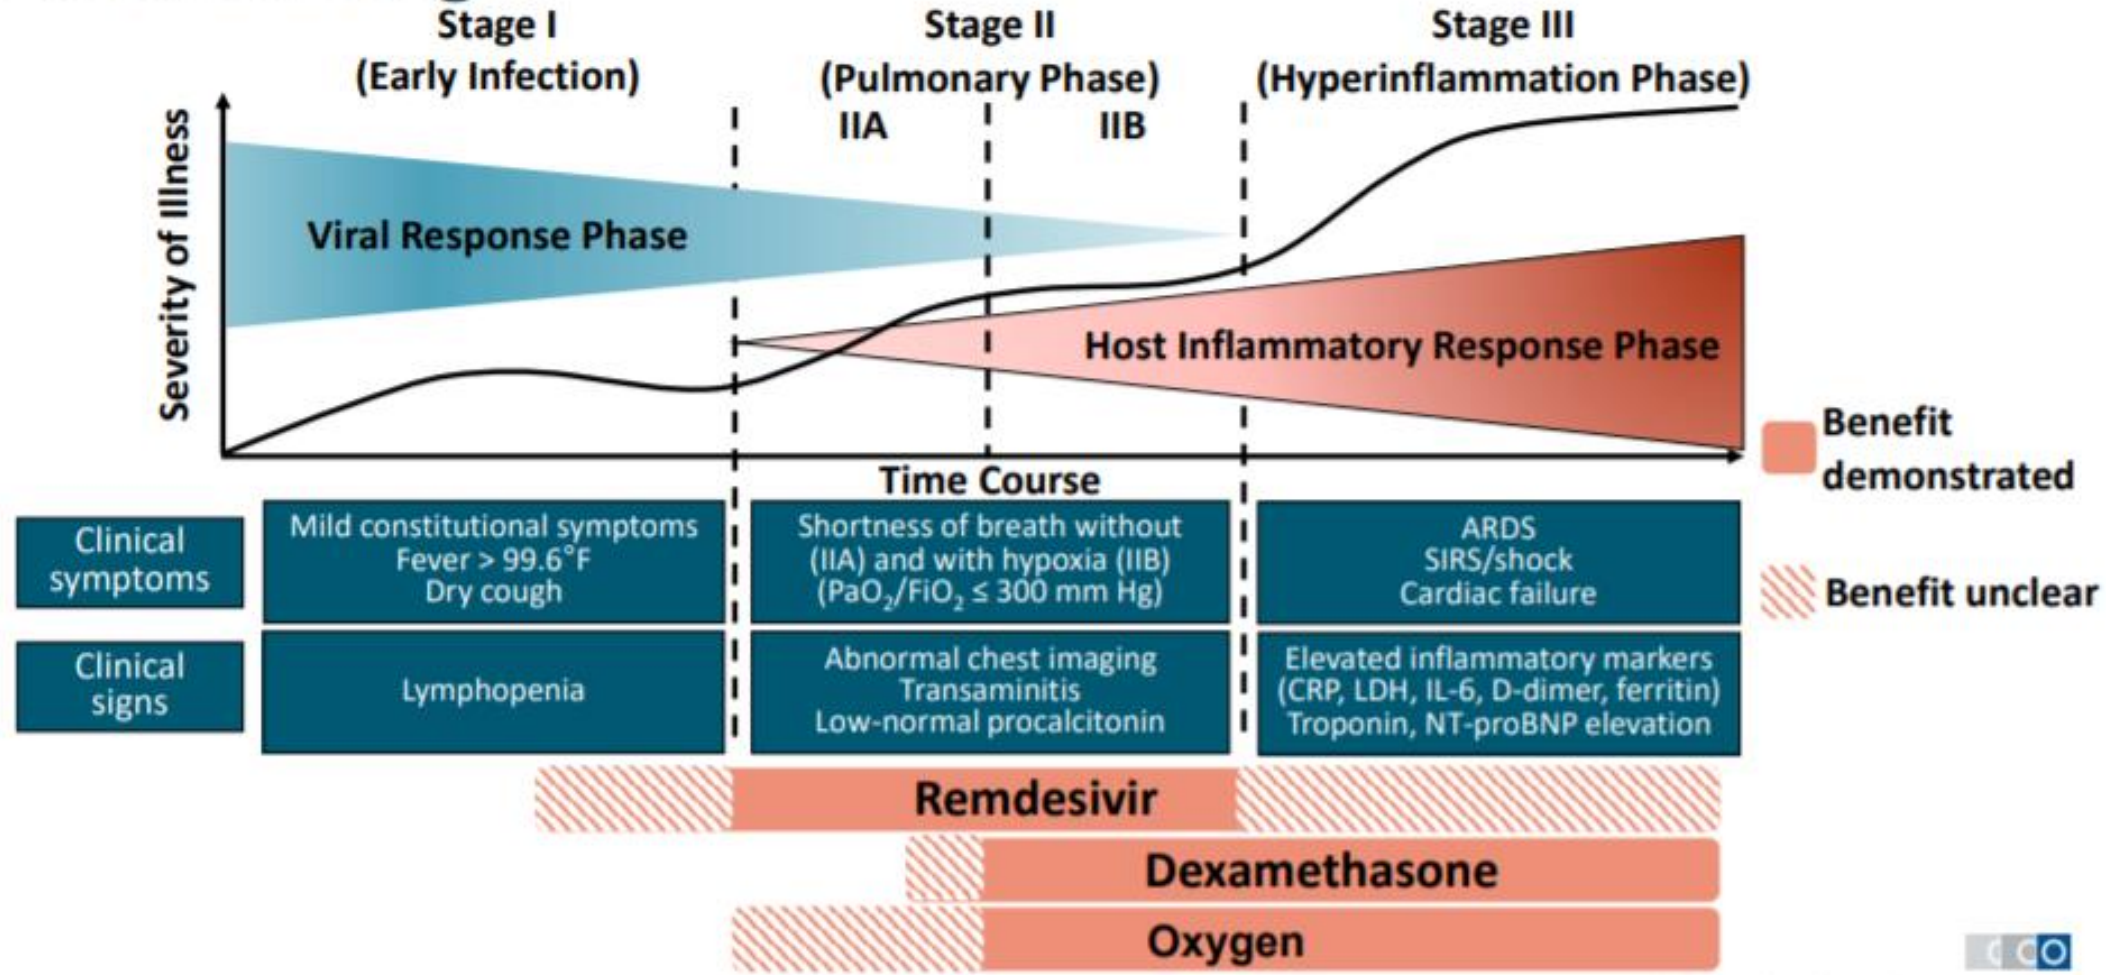 Stage I
(Early Infection)
Stage II
(Pulmonary Phase)
IIA
IIB
Stage III
(Hyperinflammation Phase)
Severity of Illness
Viral Response Phase
Host Inflammatory Response Phase
Time Course
Benefit
demonstrated
Benefit unclear
Clinical
symptoms
Mild constitutional symptoms
Fever > 99.6°F
Dry cough
Shortness of breath without
(IIA) and with hypoxia (IIB)
(PaO₂/FiO₂ ≤ 300 mm Hg)
ARDS
SIRS/shock
Cardiac failure
Clinical
signs
Lymphopenia
Abnormal chest imaging
Transaminitis
Low-normal procalcitonin
Elevated inflammatory markers
(CRP, LDH, IL-6, D-dimer, ferritin)
Troponin, NT-proBNP elevation
Remdesivir
Dexamethasone
Oxygen
CCO